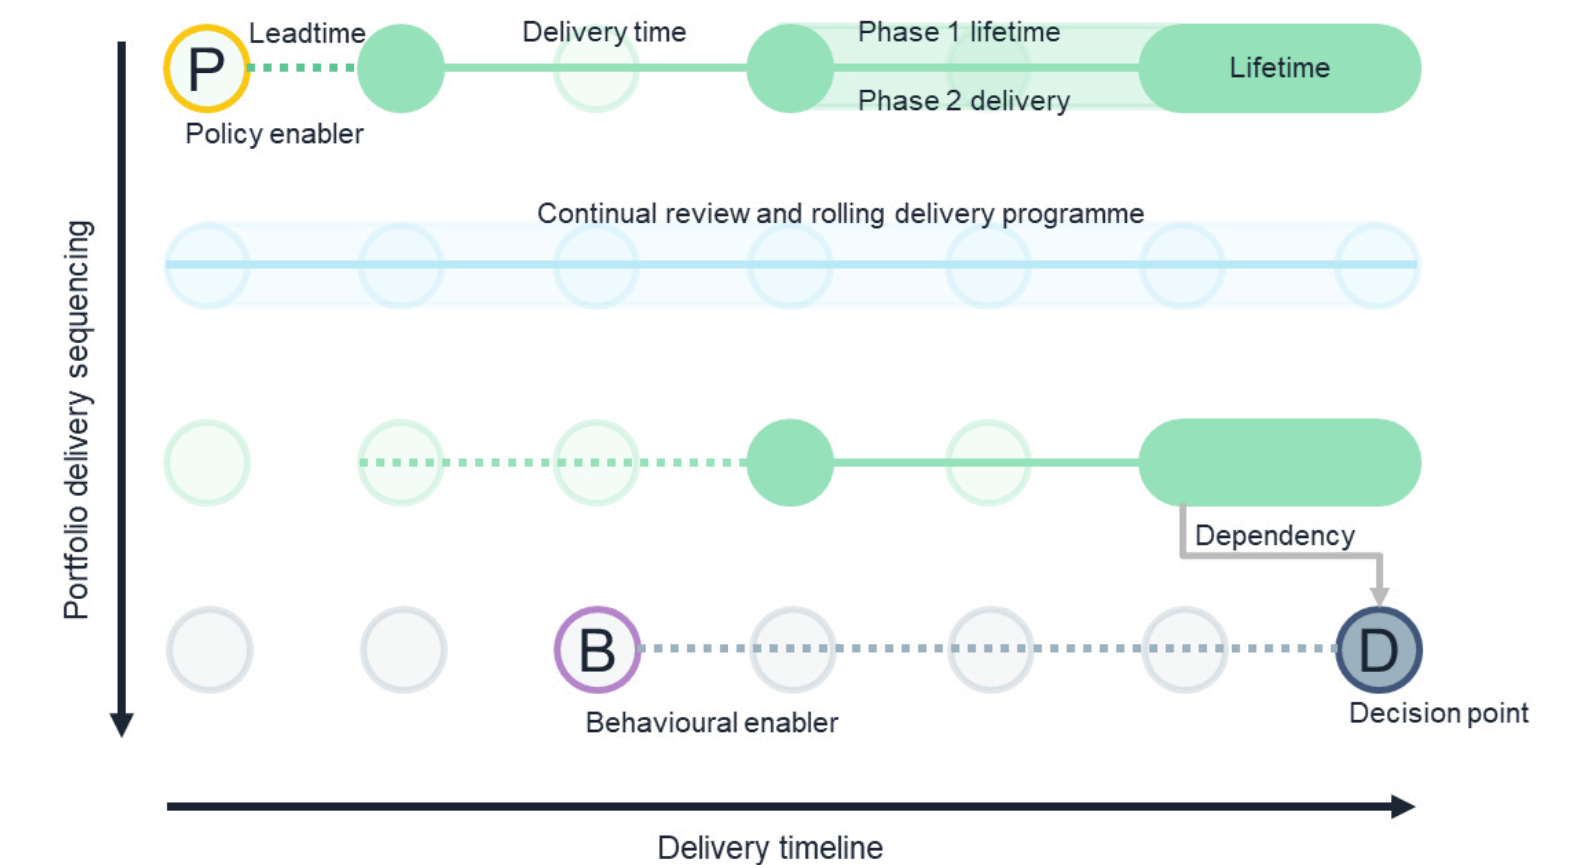 Leadtime
Delivery time
Phase 1 lifetime
P
Lifetime
Phase 2 delivery
Policy enabler
Continual review and rolling delivery programme
Portfolio delivery sequencing
Dependency
B
D
Behavioural enabler
Decision point
Delivery timeline